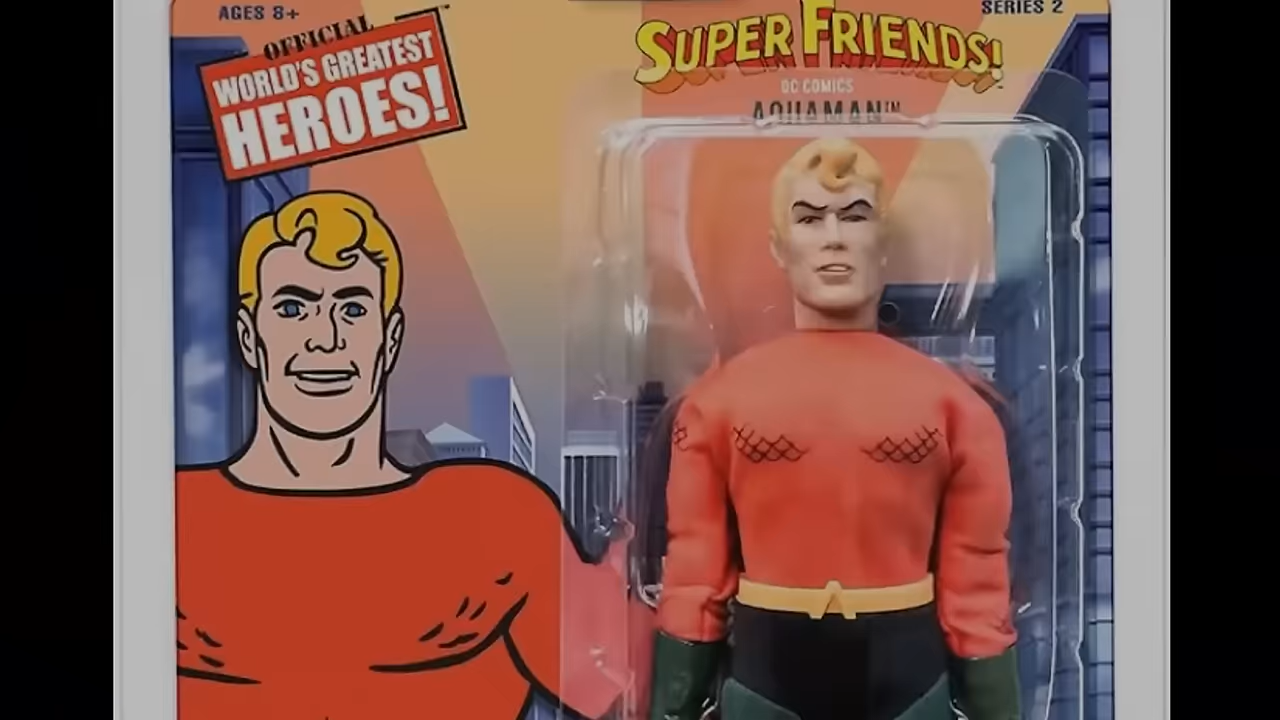 AGES 8+
SERIES 2
OFFICIAL
WORLD'S GREATEST
HEROES!
SUPER FRIENDS!
DC COMICS
AQUAMAN